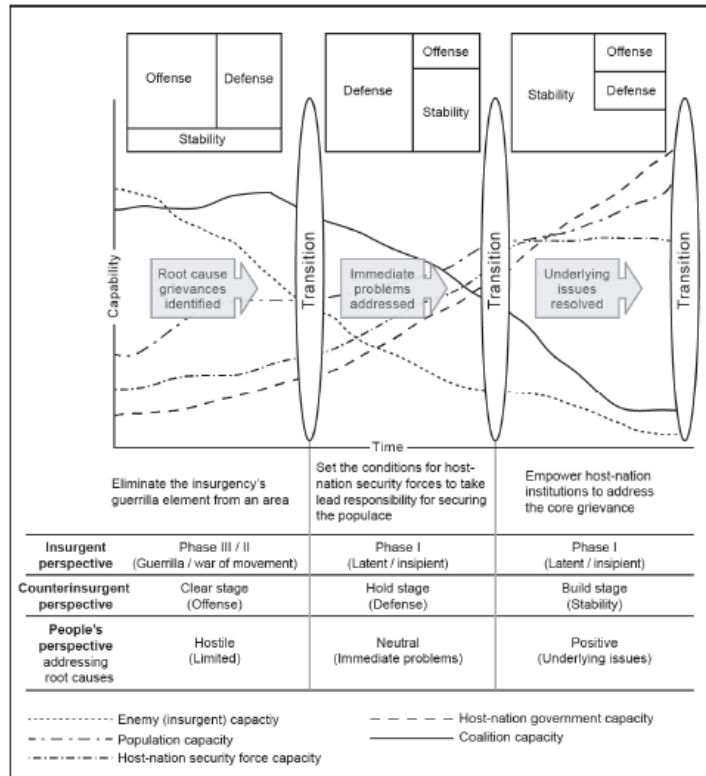 Offense
Defense
Stability
Defense
Offense
Stability
Stability
Offense
Defense
Capability
Root cause
grievances
identified
Transition
Immediate
problems
addressed
Transition
Underlying
issues
resolved
Transition
Time
Eliminate the insurgency's
guerrilla element from an area
Set the conditions for host-
nation security forces to take
lead responsibility for securing
the populace
Empower host-nation
institutions to address
the core grievance
Insurgent
perspective
Phase III / II
(Guerrilla / war of movement)
Phase I
(Latent / insipient)
Phase I
(Latent / insipient)
Counterinsurgent
perspective
Clear stage
(Offense)
Hold stage
(Defense)
Build stage
(Stability)
People's
perspective
addressing
root causes
Hostile
(Limited)
Neutral
(Immediate problems)
Positive
(Underlying issues)
Enemy (insurgent) capactiy
Population capacity
Host-nation security force capacity
Host-nation government capacity
Coalition capacity